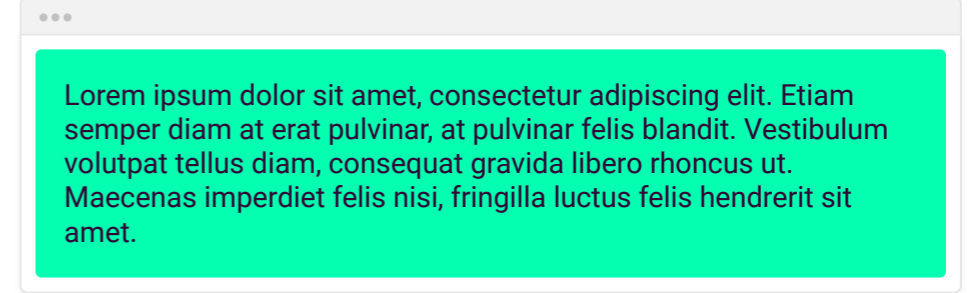 Lorem ipsum dolor sit amet, consectetur adipiscing elit. Etiam
semper diam at erat pulvinar, at pulvinar felis blandit. Vestibulum
volutpat tellus diam, consequat gravida libero rhoncus ut.
Maecenas imperdiet felis nisi, fringilla luctus felis hendrerit sit
amet.